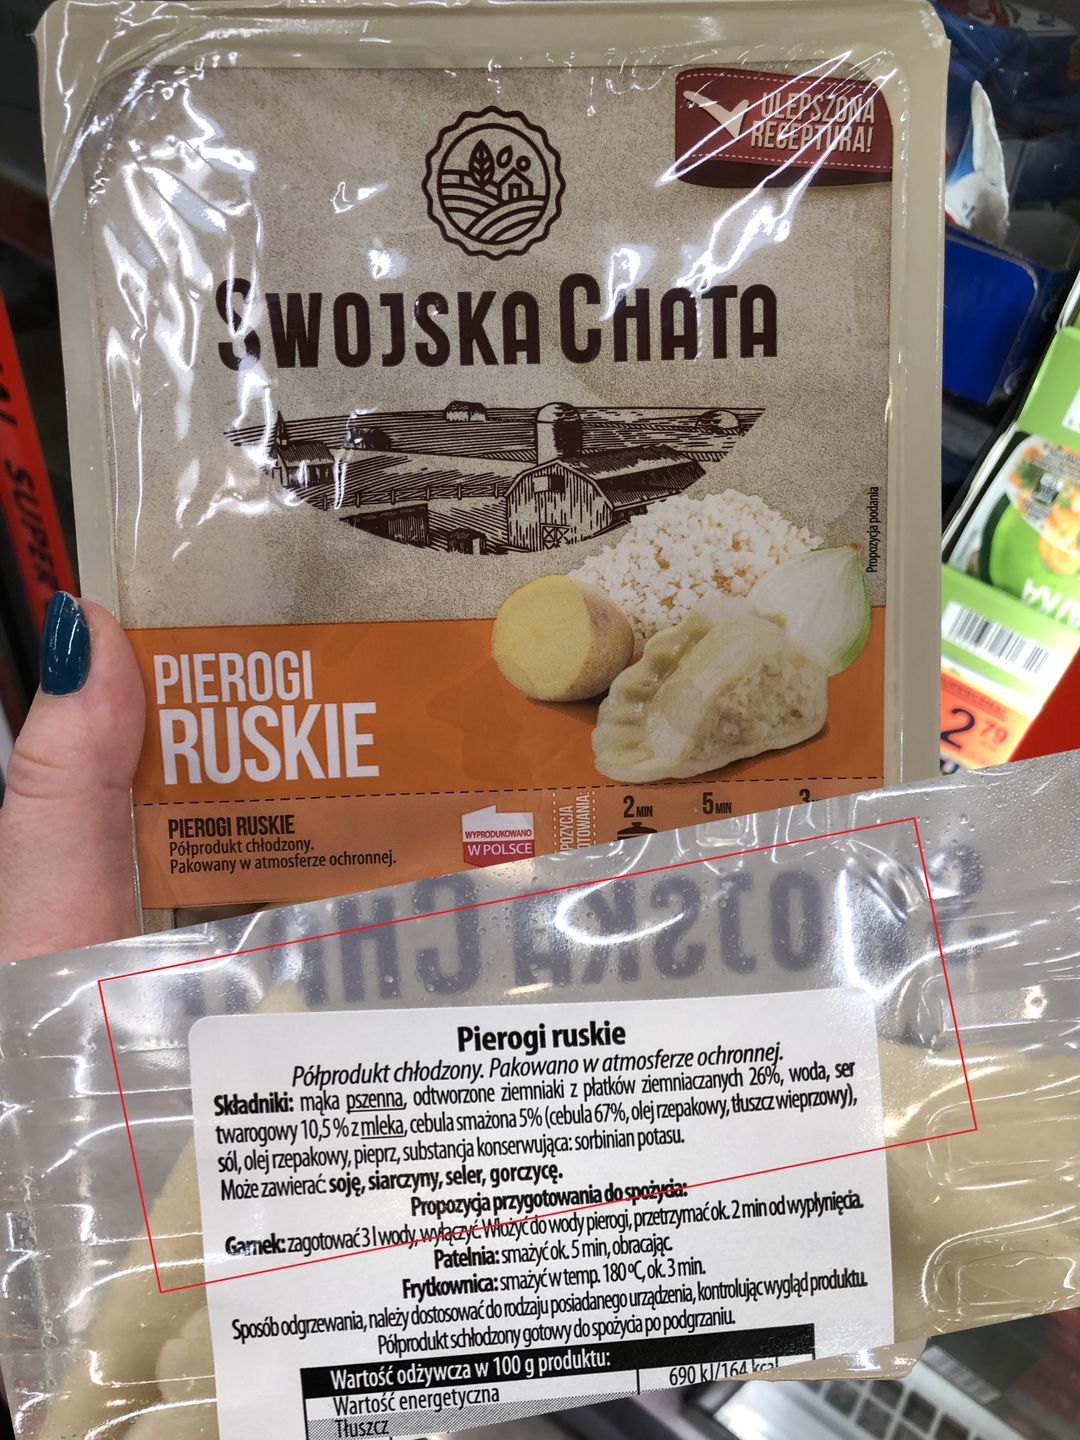 ULEPSZONA
RECEPTURA!
SWOJSKA CHATA
Propozycja podania
PIEROGI
RUSKIE
PIEROGI RUSKIE
Półprodukt chłodzony.
Pakowany w atmosferze ochronnej.
WYPRODUKOWANO
W POLSCE
2 MIN
5 MIN
3
SUPER
2 79
Pierogi ruskie
Półprodukt chłodzony. Pakowano w atmosferze ochronnej.
Składniki: mąka pszenna, odtworzone ziemniaki z płatków ziemniaczanych 26%, woda, ser
twarogowy 10,5 % z mleka, cebula smażona 5% (cebula 67%, olej rzepakowy, tłuszcz wieprzowy),
sól, olej rzepakowy, pieprz, substancja konserwująca: sorbinian potasu.
Może zawierać soję, siarczyny, seler, gorczycę.
Propozycja przygotowania do spożycia:
Garnek: zagotować 3 l wody, wyłączyć. Włożyć do wody pierogi, przetrzymać ok. 2 min od wypłynięcia.
Patelnia: smażyć ok. 5 min, obracając.
Frytkownica: smażyć w temp. 180 °C, ok. 3 min.
Sposób odgrzewania, należy dostosować do rodzaju posiadanego urządzenia, kontrolując wygląd produktu.
Półprodukt schłodzony gotowy do spożycia po podgrzaniu.
Wartość odżywcza w 100 g produktu:
Wartość energetyczna 690 kJ/164 kcal
Tłuszcz